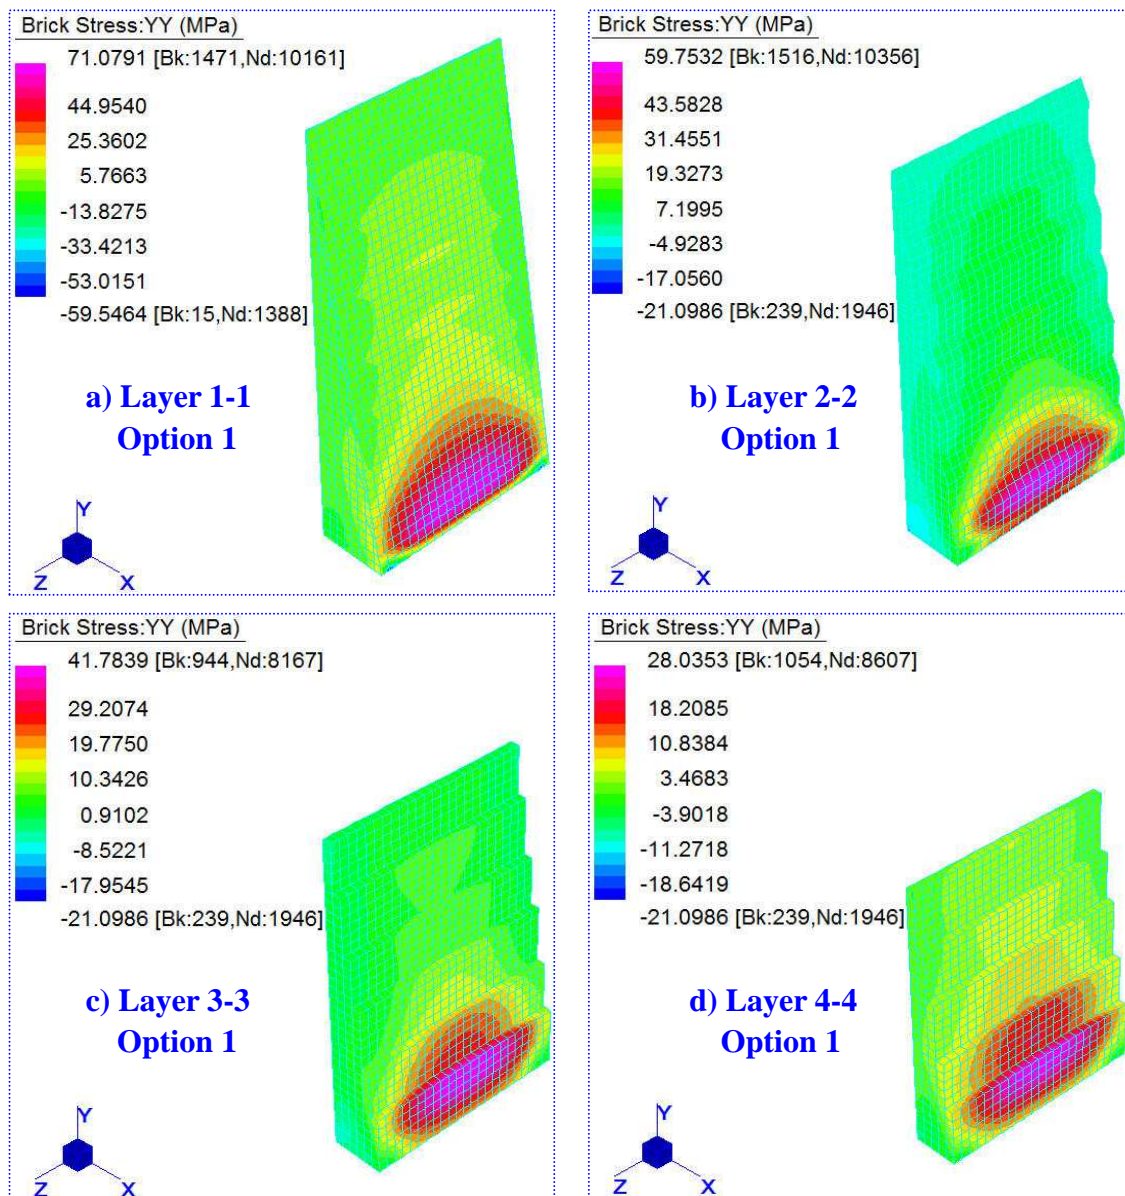 Brick Stress:YY (MPa)
71.0791 [Bk:1471,Nd:10161]
44.9540
25.3602
5.7663
-13.8275
-33.4213
-53.0151
-59.5464 [Bk:15,Nd:1388]
a) Layer 1-1
Option 1
Y
Z
X
Brick Stress:YY (MPa)
59.7532 [Bk:1516,Nd:10356]
43.5828
31.4551
19.3273
7.1995
-4.9283
-17.0560
-21.0986 [Bk:239,Nd:1946]
b) Layer 2-2
Option 1
Y
Z
X
Brick Stress:YY (MPa)
41.7839 [Bk:944,Nd:8167]
29.2074
19.7750
10.3426
0.9102
-8.5221
-17.9545
-21.0986 [Bk:239,Nd:1946]
c) Layer 3-3
Option 1
Y
Z
X
Brick Stress:YY (MPa)
28.0353 [Bk:1054,Nd:8607]
18.2085
10.8384
3.4683
-3.9018
-11.2718
-18.6419
-21.0986 [Bk:239,Nd:1946]
d) Layer 4-4
Option 1
Y
Z
X